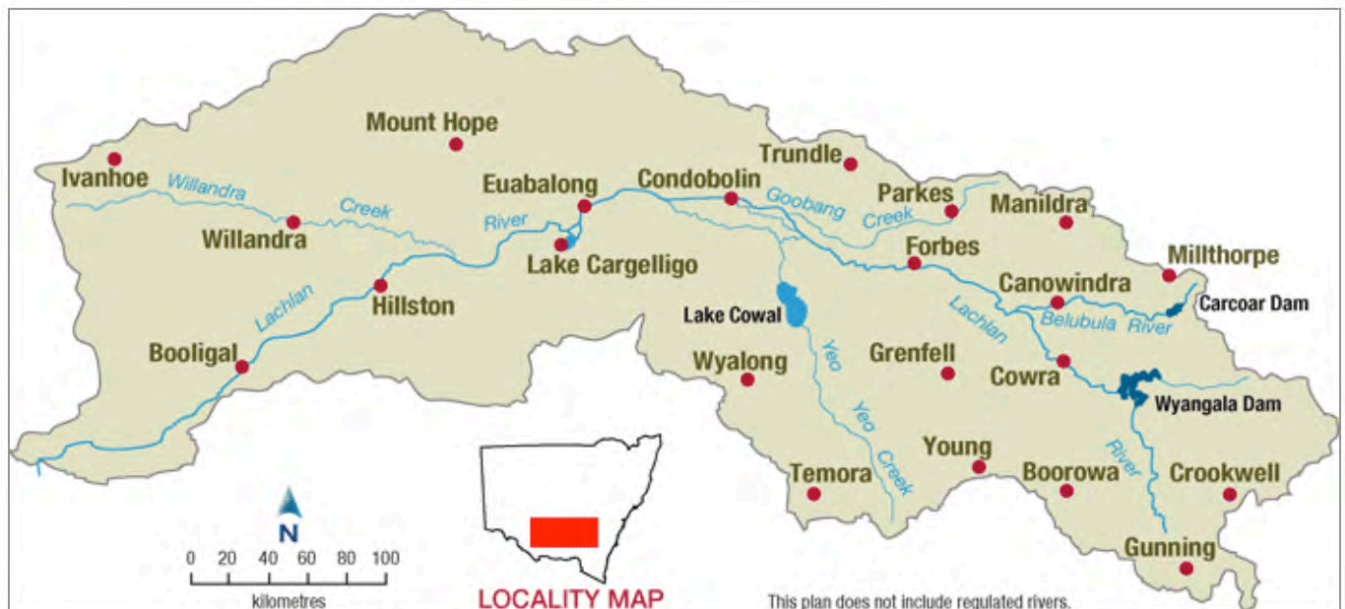 Mount Hope
Trundle
Ivanhoe
Willandra
Creek
Euabalong
Condobolin
Goobang
Creek
Parkes
Manildra
Willandra
River
Lake Cargelligo
Forbes
Millthorpe
Hillston
Lachlan
Canowindra
Carcoar Dam
Lake Cowal
Lachlan
Belubula River
Booligal
Wyalong
Yeo
Grenfell
Cowra
Wyangala Dam
Yeo
Creek
River
Temora
Young
Boorowa
Crookwell
Gunning
N
0 20 40 60 80 100
kilometres
LOCALITY MAP
This plan does not include regulated rivers.